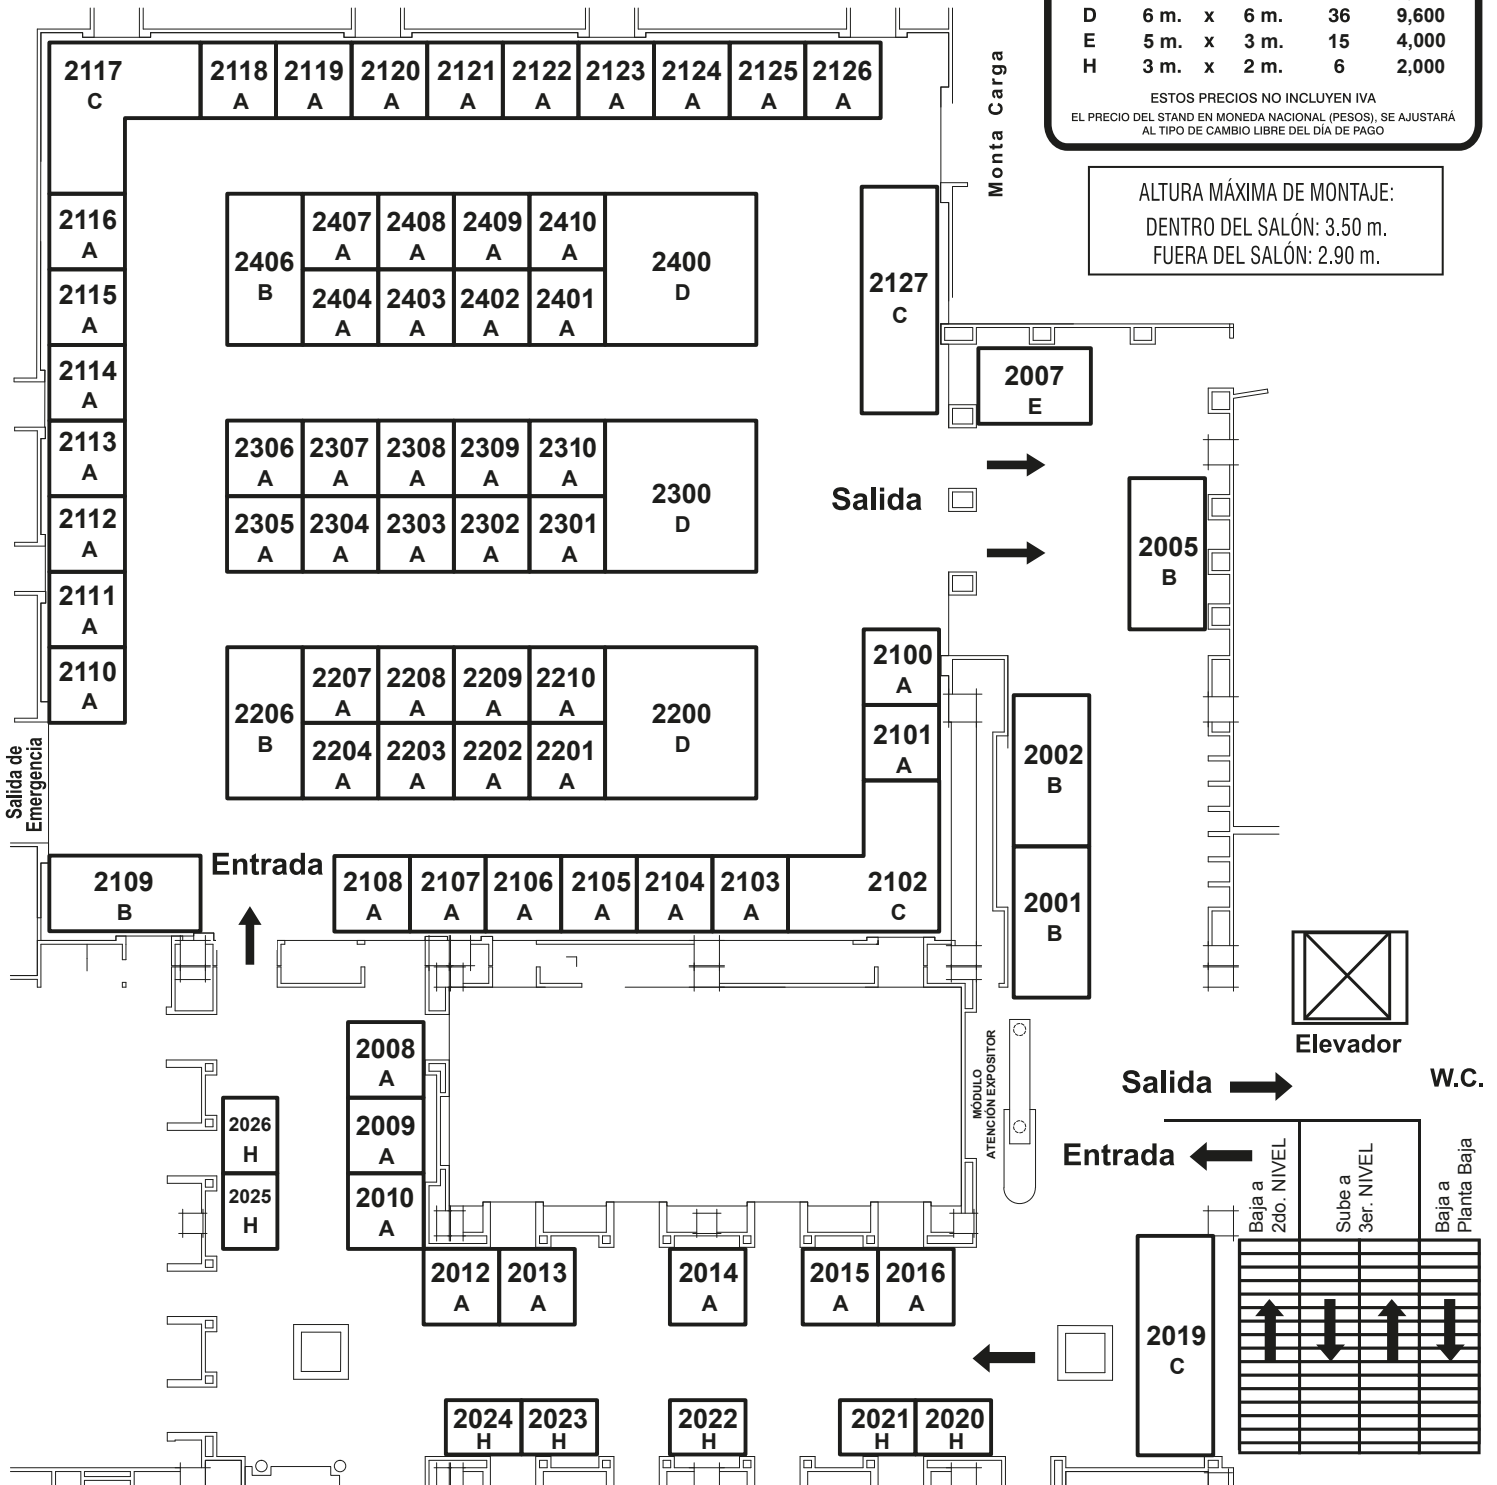 D 6 m. x 6 m. 36 9,600
E 5 m. x 3 m. 15 4,000
H 3 m. x 2 m. 6 2,000
ESTOS PRECIOS NO INCLUYEN IVA
EL PRECIO DEL STAND EN MONEDA NACIONAL (PESOS), SE AJUSTARÁ
AL TIPO DE CAMBIO LIBRE DEL DÍA DE PAGO
ALTURA MÁXIMA DE MONTAJE:
DENTRO DEL SALÓN: 3.50 m.
FUERA DEL SALÓN: 2.90 m.
Monta Carga
2117
C
2118
A
2119
A
2120
A
2121
A
2122
A
2123
A
2124
A
2125
A
2126
A
2116
A
2115
A
2114
A
2113
A
2112
A
2111
A
2110
A
2406
B
2407
A
2408
A
2409
A
2410
A
2404
A
2403
A
2402
A
2401
A
2400
D
2127
C
2007
E
2306
A
2307
A
2308
A
2309
A
2310
A
2305
A
2304
A
2303
A
2302
A
2301
A
2300
D
Salida
2005
B
2206
B
2207
A
2208
A
2209
A
2210
A
2204
A
2203
A
2202
A
2201
A
2200
D
2100
A
2101
A
2002
B
2001
B
Salida de
Emergencia
2109
B
Entrada
2108
A
2107
A
2106
A
2105
A
2104
A
2103
A
2102
C
2008
A
2009
A
2010
A
2026
H
2025
H
MÓDULO
ATENCIÓN EXPOSITOR
Elevador
Salida
W.C.
Entrada
Baja a
2do. NIVEL
Sube a
3er. NIVEL
Baja a
Planta Baja
2012
A
2013
A
2014
A
2015
A
2016
A
2019
C
2024
H
2023
H
2022
H
2021
H
2020
H